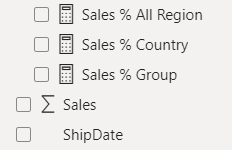 Sales % All Region
Sales % Country
Sales % Group
Sales
ShipDate